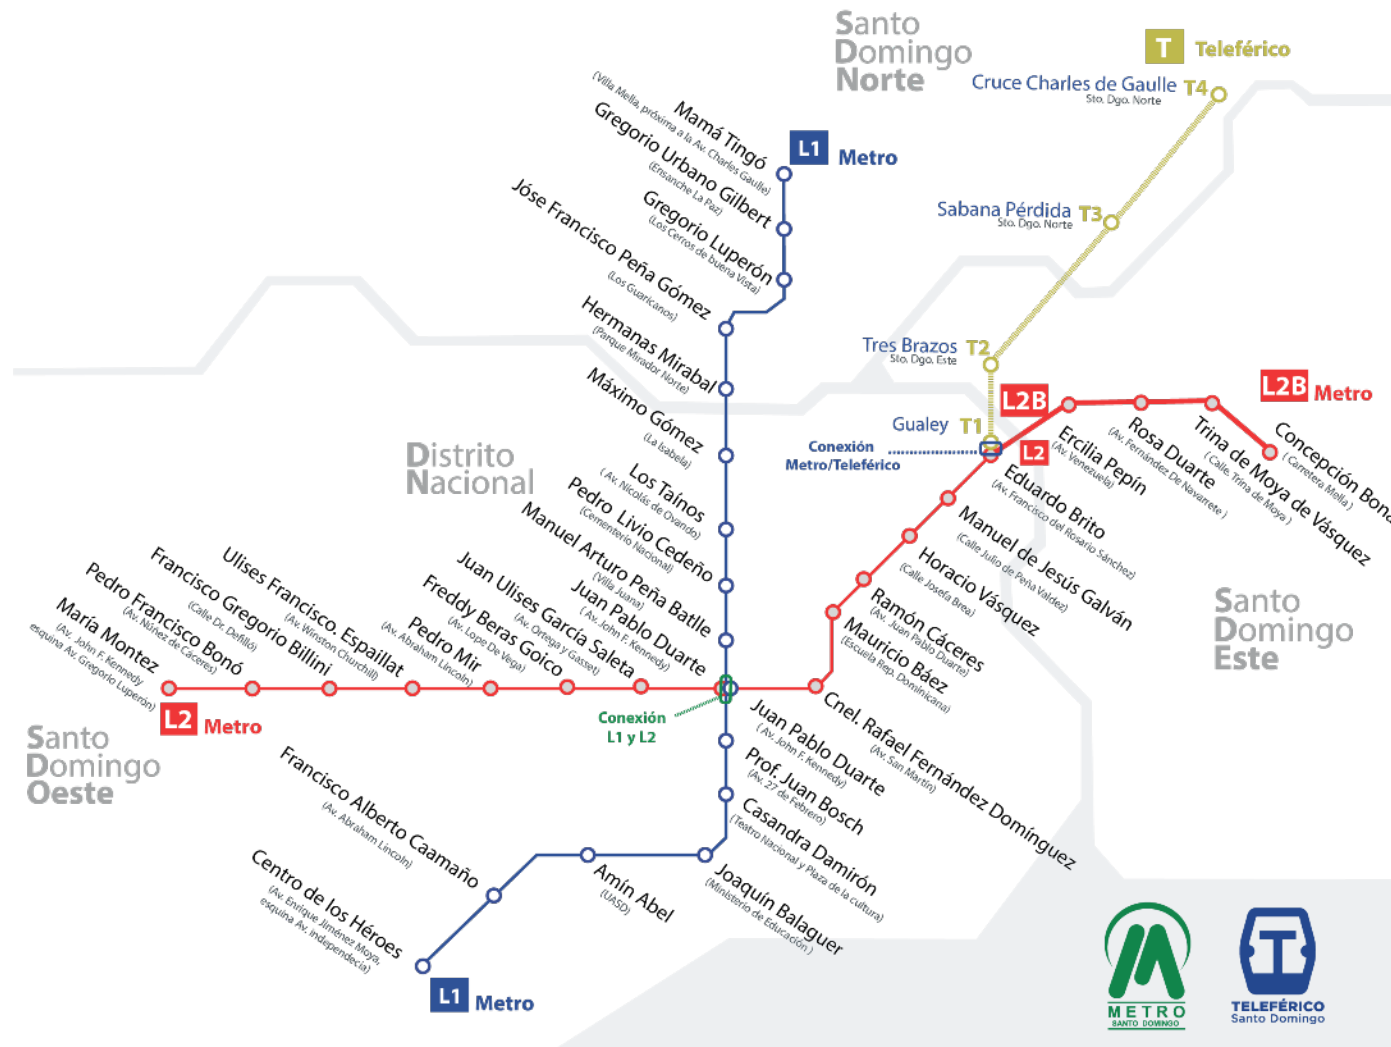 Santo
Domingo
Norte
T Teleférico
Cruce Charles de Gaulle T4
Sto. Dgo. Norte
Sabana Pérdida T3
Sto. Dgo. Norte
Tres Brazos T2
Sto. Dgo. Este
Gualey T1
Conexión
Metro/Teleférico
L1 Metro
Mamá Tingó
(Villa Mella, próxima a la Av. Charles Gaulle)
Gregorio Urbano Gilbert
(Ensanche La Paz)
Gregorio Luperón
(Los Cerros de buena Vista)
Jóse Francisco Peña Gómez
(Los Guaricanos)
Hermanas Mirabal
(Parque Mirador Norte)
Máximo Gómez
(La Isabela)
Los Taínos
( Av. Nicolás de Ovando)
Pedro Livio Cedeño
(Cementerio Nacional)
Manuel Arturo Peña Batlle
(Villa Juana)
Juan Pablo Duarte
( Av. John F. Kennedy)
Distrito
Nacional
L2B
L2B Metro
L2
Concepción Bona
( Carretera Mella )
Trina de Moya de Vásquez
( Calle. Trina de Moya )
Rosa Duarte
(Av. Fernández De Navarrete )
Ercilia Pepín
(Av. Venezuela)
Eduardo Brito
(Av. Francisco del Rosario Sánchez)
Manuel de Jesús Galván
(Calle Julio de Peña Valdez)
Horacio Vásquez
(Calle Josefa Brea)
Ramón Cáceres
(Av. Juan Pablo Duarte)
Mauricio Báez
(Escuela Rep. Dominicana)
Cnel. Rafael Fernández Domínguez
(Av. San Martín)
Juan Ulises García Saleta
(Av. Ortega y Gasset)
Freddy Beras Goico
(Av. Lope De Vega)
Pedro Mir
(Av. Abraham Lincoln)
Ulises Francisco. Espaillat
(Av. Winston Churchill)
Francisco Gregorio Billini
(Calle Dr. Defilló)
Pedro Francisco Bonó
(Av. Núñez de Cáceres)
María Montez
(Av. John F. Kennedy
esquina Av. Gregorio Luperón)
L2 Metro
Conexión
L1 y L2
Santo
Domingo
Oeste
Santo
Domingo
Este
Juan Pablo Duarte
( Av. John F. Kennedy)
Prof. Juan Bosch
(Av. 27 de Febrero)
Casandra Damirón
(Teatro Nacional y Plaza de la cultura)
Joaquín Balaguer
(Ministerio de Educación )
Amín Abel
(UASD)
Francisco Alberto Caamaño
(Av. Abraham Lincoln)
Centro de los Héroes
(Av. Enrique Jiménez Moya,
esquina Av. independecia)
L1 Metro
METRO
SANTO DOMINGO
T
TELEFÉRICO
Santo Domingo